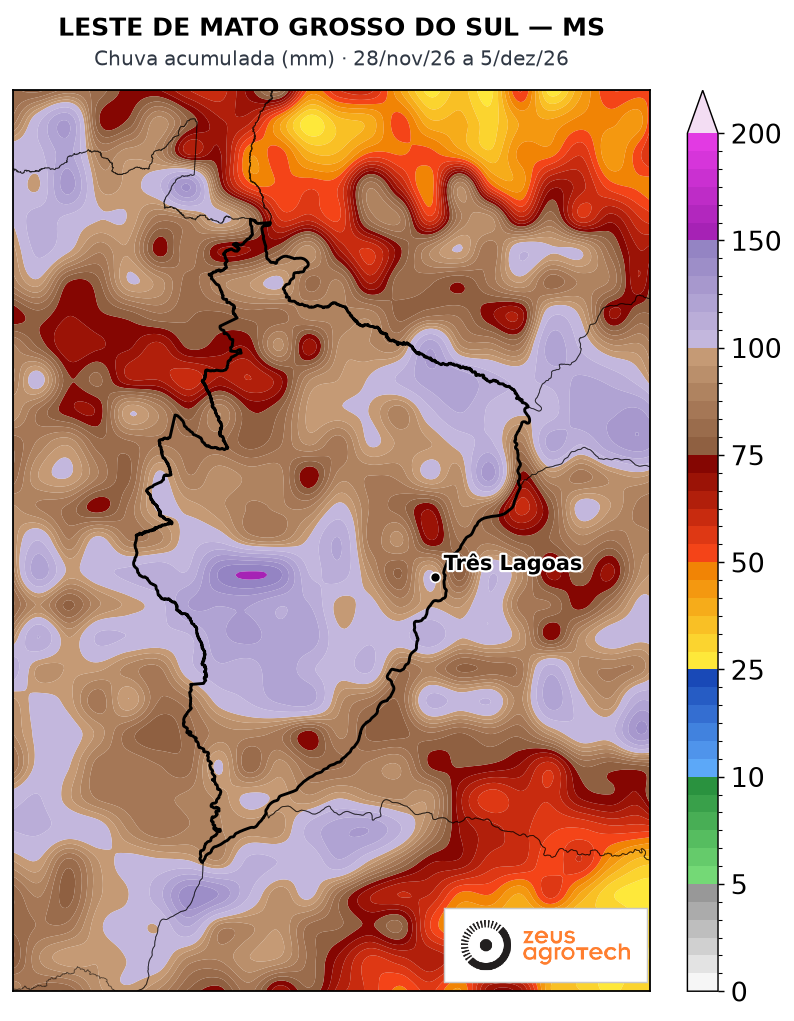 LESTE DE MATO GROSSO DO SUL — MS
Chuva acumulada (mm) · 28/nov/26 a 5/dez/26
200
150
100
75
50
25
10
5
0
Três Lagoas
zeus
agrotech